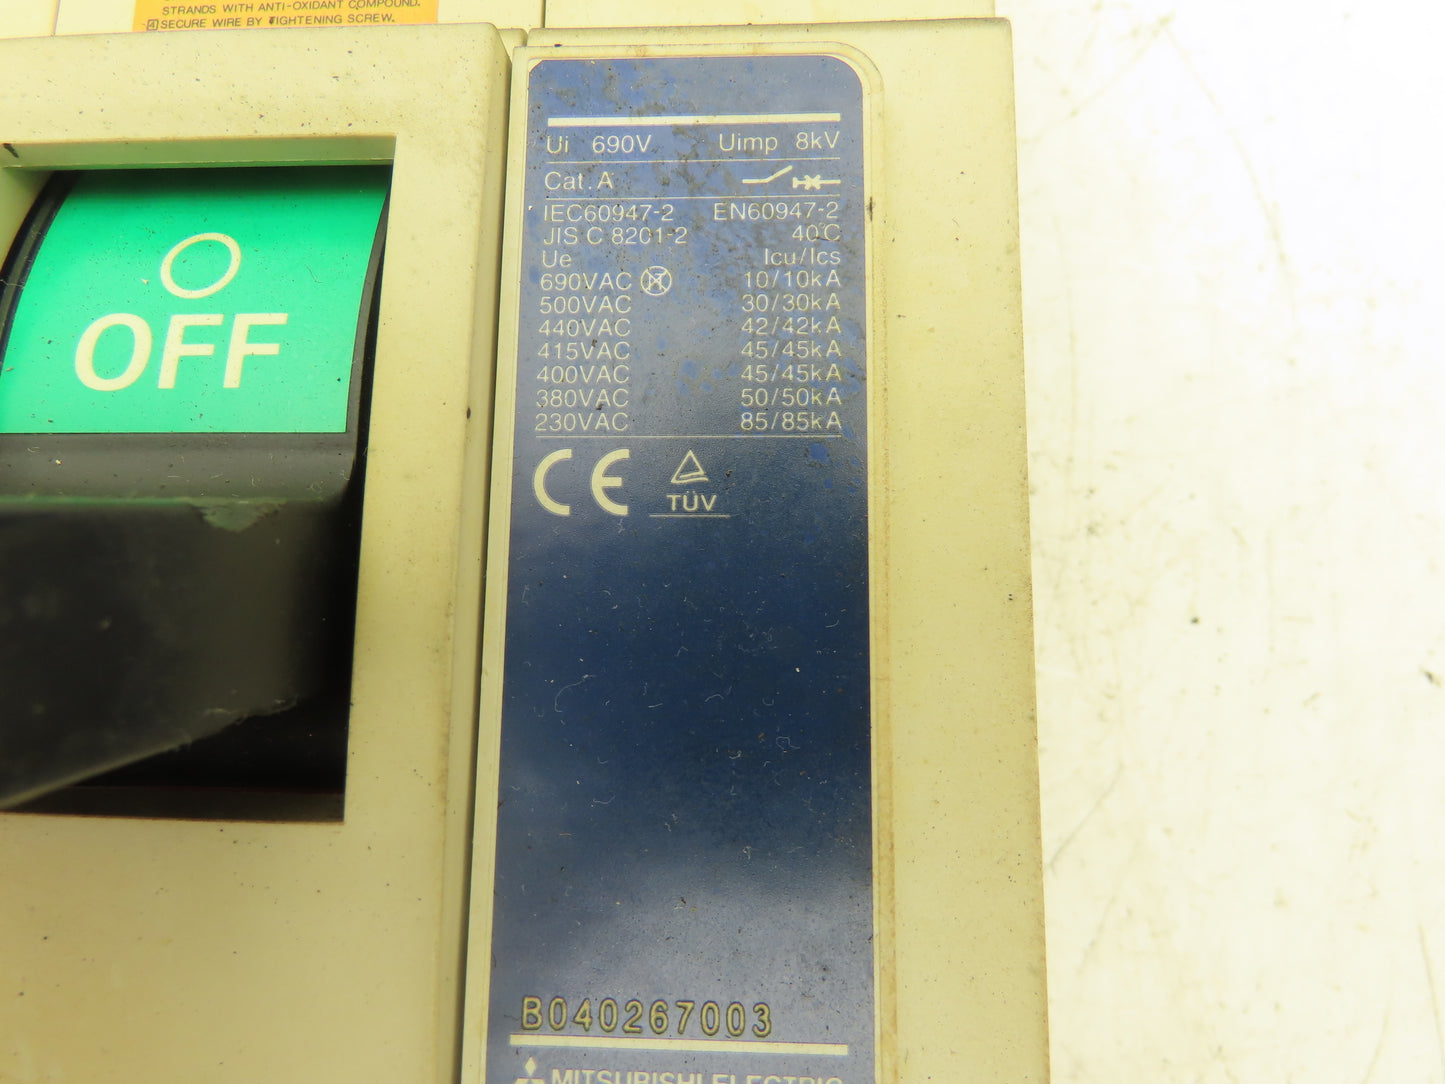 STRANDS WITH ANTI-OXIDANT COMPOUND.
4 SECURE WIRE BY TIGHTENING SCREW.
OFF
Ui 690V Uimp 8kV
Cat. A
IEC60947-2 EN60947-2
JIS C 8201-2 40°C
Ue Icu/Ics
690VAC IT 10/10kA
500VAC 30/30kA
440VAC 42/42kA
415VAC 45/45kA
400VAC 45/45kA
380VAC 50/50kA
230VAC 85/85kA
CE TÜV
B040267003
MITSUBISHI ELECTRIC